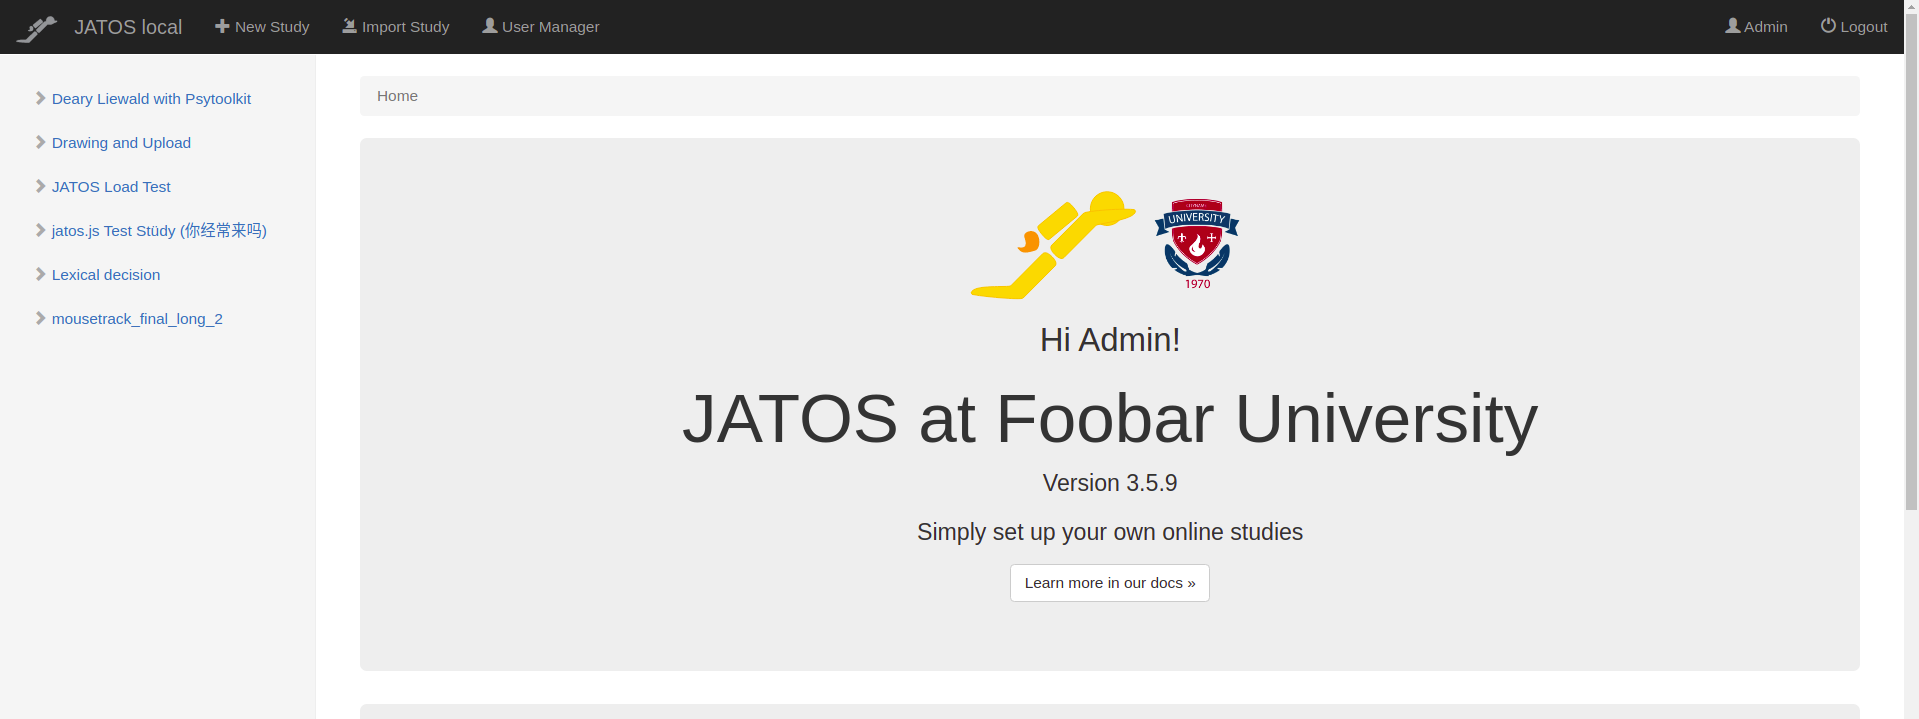 JATOS local
New Study
Import Study
User Manager
Admin
Logout
Deary Liewald with Psytoolkit
Drawing and Upload
JATOS Load Test
jatos.js Test Stüdy (你经常来吗)
Lexical decision
mousetrack_final_long_2
Home
UNIVERSITY
1970
Hi Admin!
JATOS at Foobar University
Version 3.5.9
Simply set up your own online studies
Learn more in our docs »